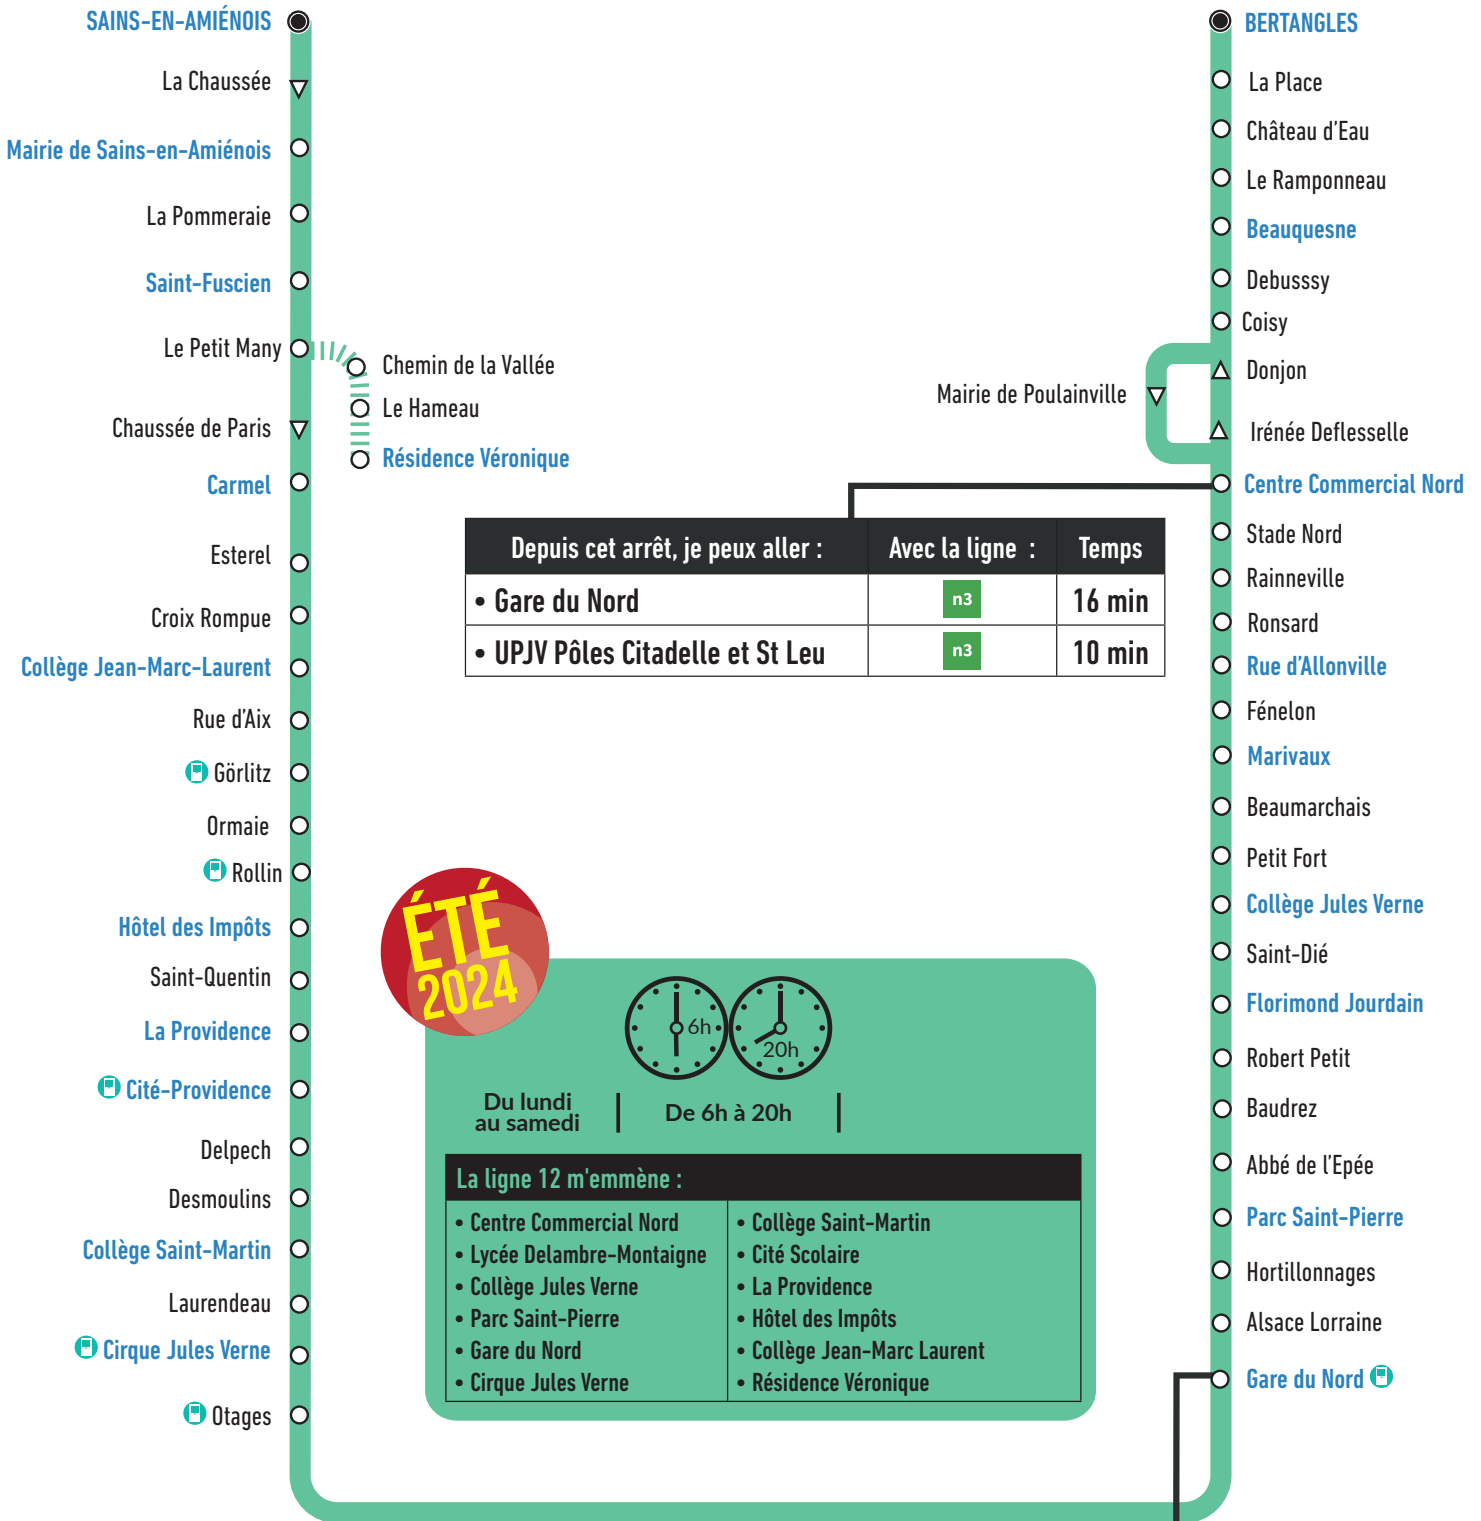 SAINS-EN-AMIÉNOIS
La Chaussée
Mairie de Sains-en-Amiénois
La Pommeraie
Saint-Fuscien
Le Petit Many
Chemin de la Vallée
Le Hameau
Résidence Véronique
Chaussée de Paris
Carmel
Esterel
Croix Rompue
Collège Jean-Marc-Laurent
Rue d'Aix
Görlitz
Ormaie
Rollin
Hôtel des Impôts
Saint-Quentin
La Providence
Cité-Providence
Delpech
Desmoulins
Collège Saint-Martin
Laurendeau
Cirque Jules Verne
Otages
BERTANGLES
La Place
Château d'Eau
Le Ramponneau
Beauquesne
Debusssy
Coisy
Donjon
Mairie de Poulainville
Irénée Deflesselle
Centre Commercial Nord
Stade Nord
Rainneville
Ronsard
Rue d'Allonville
Fénelon
Marivaux
Beaumarchais
Petit Fort
Collège Jules Verne
Saint-Dié
Florimond Jourdain
Robert Petit
Baudrez
Abbé de l'Epée
Parc Saint-Pierre
Hortillonnages
Alsace Lorraine
Gare du Nord
Depuis cet arrêt, je peux aller : Avec la ligne : Temps
• Gare du Nord n3 16 min
• UPJV Pôles Citadelle et St Leu n3 10 min
ÉTÉ
2024
6h
20h
Du lundi
au samedi
De 6h à 20h
La ligne 12 m'emmène :
• Centre Commercial Nord
• Lycée Delambre-Montaigne
• Collège Jules Verne
• Parc Saint-Pierre
• Gare du Nord
• Cirque Jules Verne
• Collège Saint-Martin
• Cité Scolaire
• La Providence
• Hôtel des Impôts
• Collège Jean-Marc Laurent
• Résidence Véronique